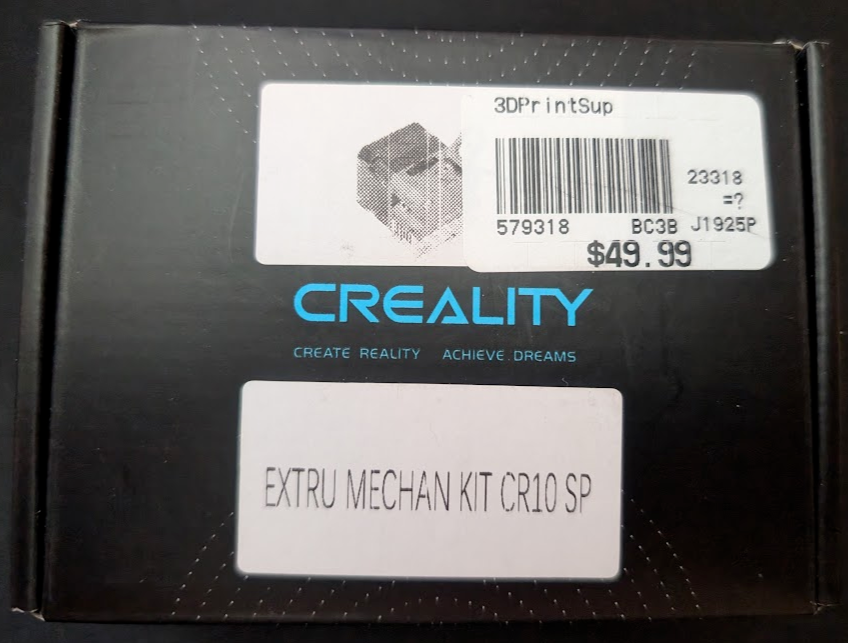 3DPrintSup
23318
=?
579318 BC3B J1925P
$49.99
CREALITY
CREATE REALITY ACHIEVE DREAMS
EXTRU MECHAN KIT CR10 SP